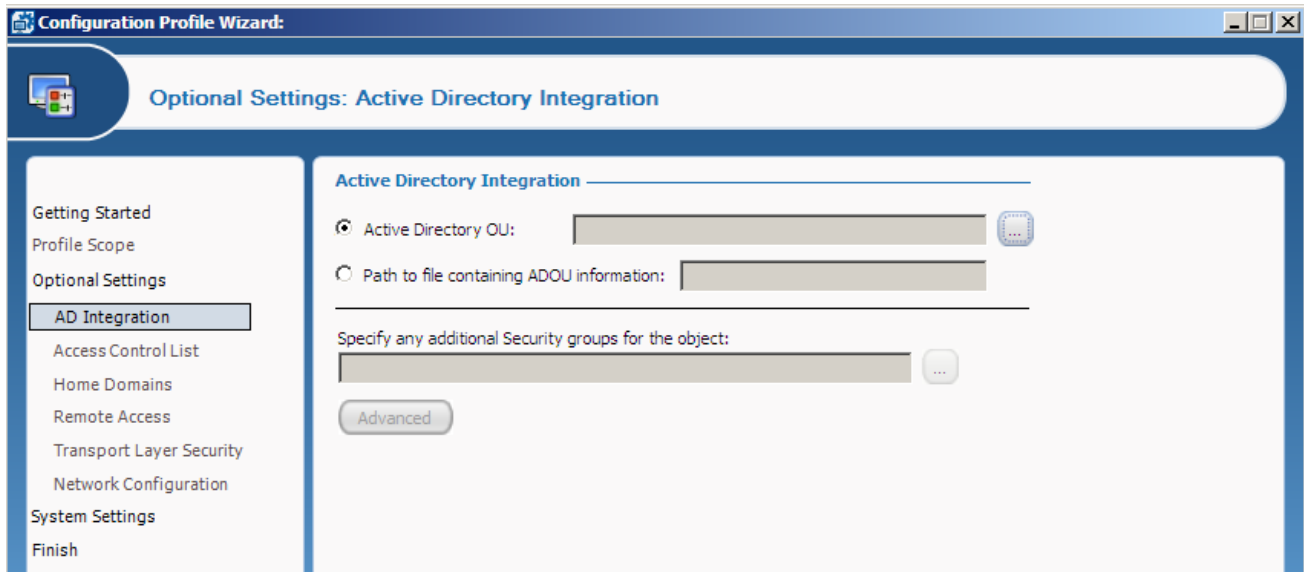 Configuration Profile Wizard:
Optional Settings: Active Directory Integration
Getting Started
Profile Scope
Optional Settings
AD Integration
Access Control List
Home Domains
Remote Access
Transport Layer Security
Network Configuration
System Settings
Finish
Active Directory Integration
Active Directory OU:
...
Path to file containing ADOU information:
Specify any additional Security groups for the object:
...
Advanced